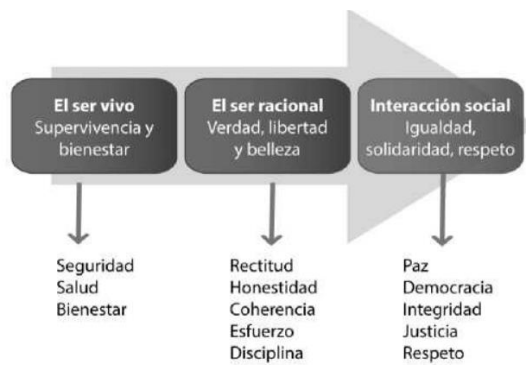 El ser vivo
Supervivencia y
bienestar
El ser racional
Verdad, libertad
y belleza
Interacción social
Igualdad,
solidaridad, respeto
Seguridad
Salud
Bienestar
Rectitud
Honestidad
Coherencia
Esfuerzo
Disciplina
Paz
Democracia
Integridad
Justicia
Respeto